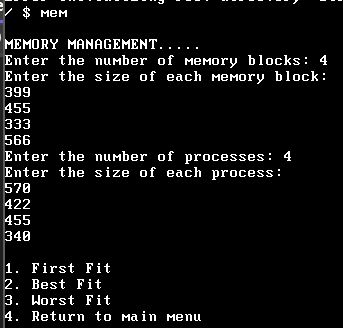 / $ mem
MEMORY MANAGEMENT.....
Enter the number of memory blocks: 4
Enter the size of each memory block:
399
455
333
566
Enter the number of processes: 4
Enter the size of each process:
570
422
455
340
1. First Fit
2. Best Fit
3. Worst Fit
4. Return to main menu